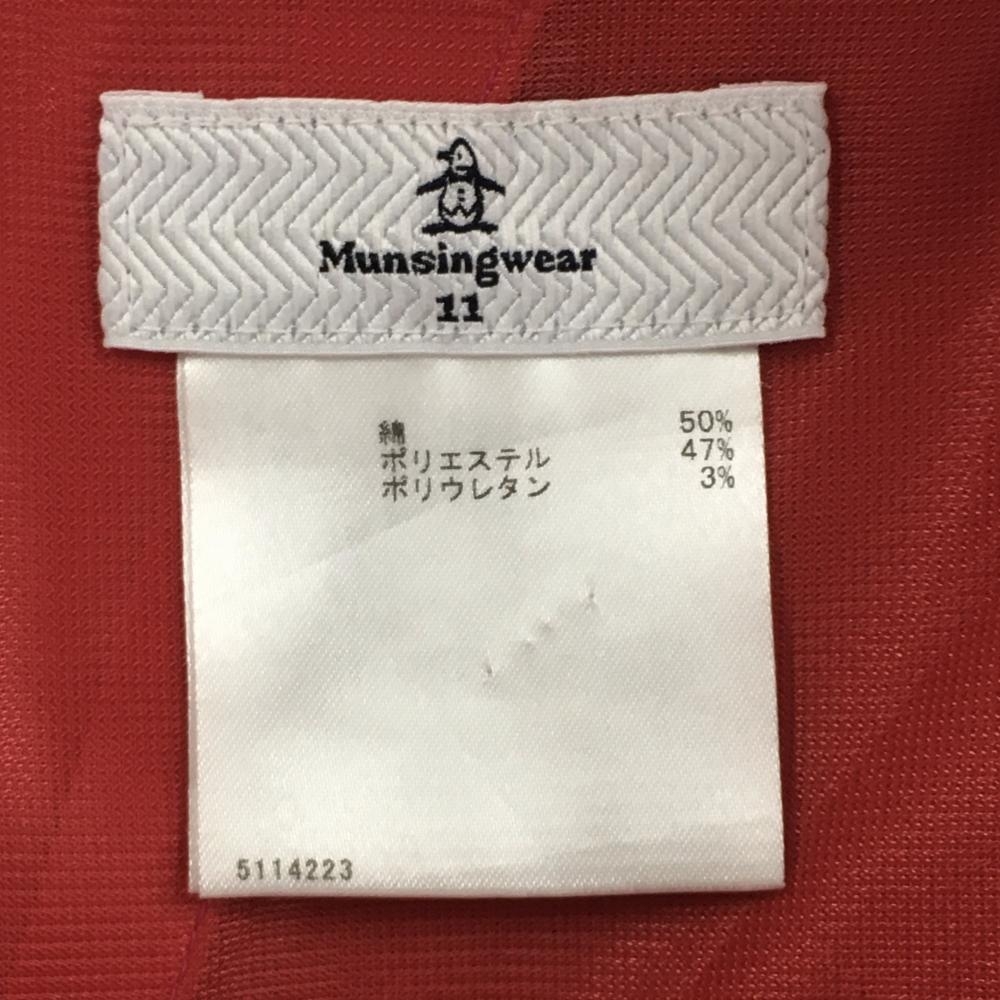 Munsingwear
11
綿 50%
ポリエステル 47%
ポリウレタン 3%
5114223